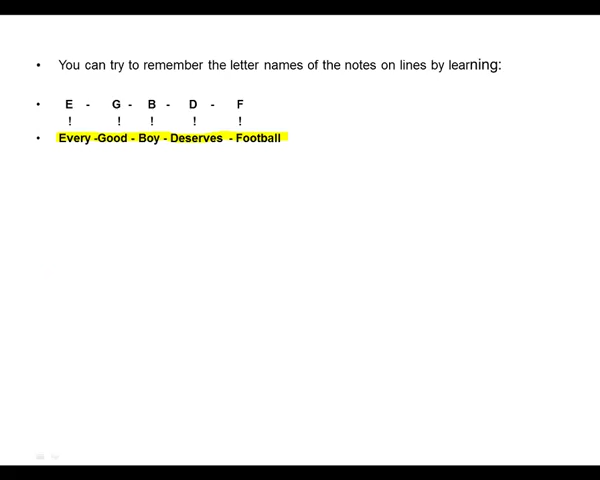 • You can try to remember the letter names of the notes on lines by learning:
• E - G - B - D - F
! ! ! ! !
• Every -Good - Boy - Deserves - Football